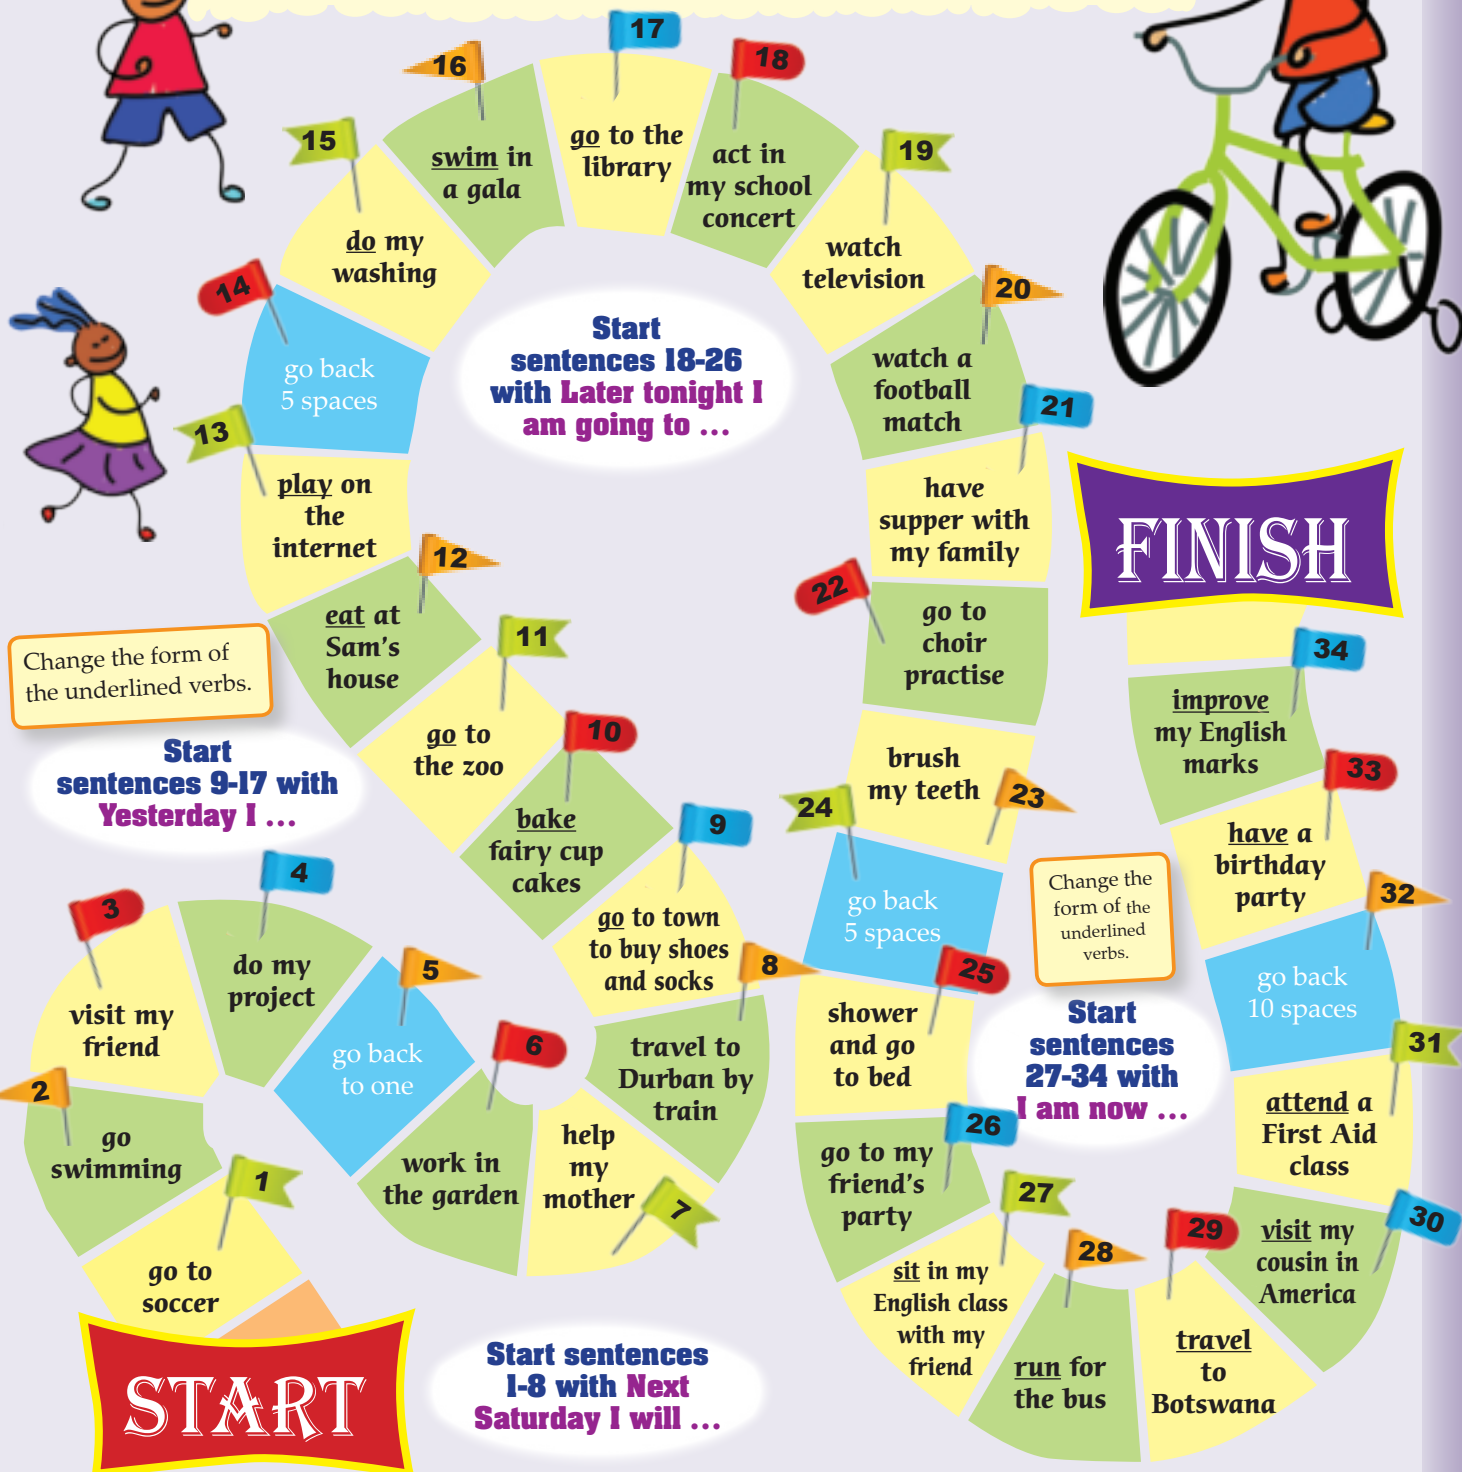 START
1
go to
soccer
2
go
swimming
3
visit my
friend
4
do my
project
5
go back
to one
6
work in
the garden
7
help
my
mother
8
travel to
Durban by
train
Start sentences
1-8 with Next
Saturday I will ...
9
go to town
to buy shoes
and socks
10
bake
fairy cup
cakes
11
go to
the zoo
12
eat at
Sam's
house
13
play on
the
internet
14
go back
5 spaces
15
do my
washing
16
swim in
a gala
17
go to the
library
Change the form of
the underlined verbs.
Start
sentences 9-17 with
Yesterday I ...
18
act in
my school
concert
19
watch
television
20
watch a
football
match
21
have
supper with
my family
22
go to
choir
practise
23
brush
my teeth
24
go back
5 spaces
25
shower
and go
to bed
26
go to my
friend's
party
Start
sentences 18-26
with Later tonight I
am going to ...
27
sit in my
English class
with my
friend
28
run for
the bus
29
travel
to
Botswana
30
visit my
cousin in
America
31
attend a
First Aid
class
32
go back
10 spaces
33
have a
birthday
party
34
improve
my English
marks
Change the
form of the
underlined
verbs.
Start
sentences
27-34 with
I am now ...
FINISH